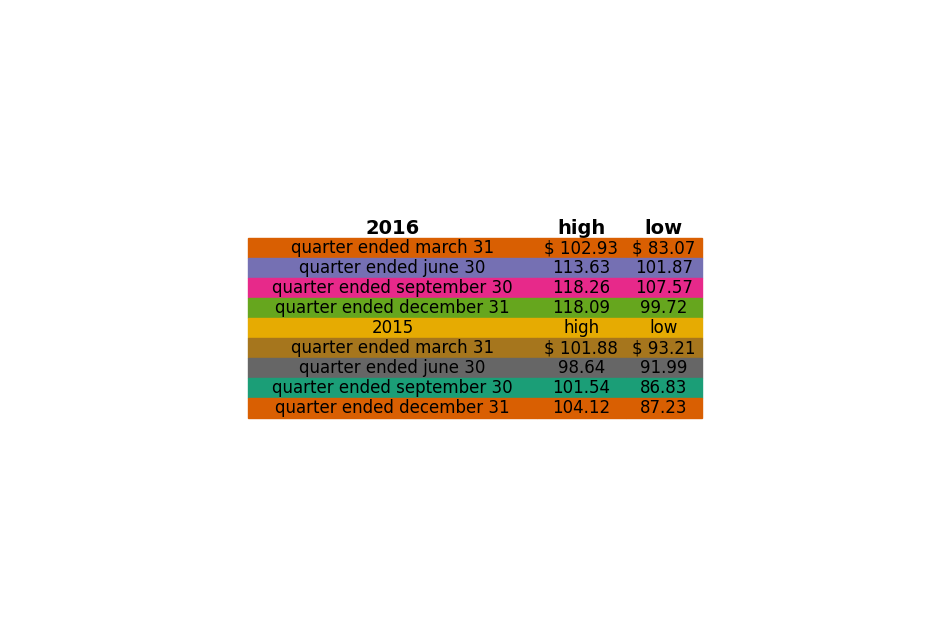 2016 high low
quarter ended march 31 $ 102.93 $ 83.07
quarter ended june 30 113.63 101.87
quarter ended september 30 118.26 107.57
quarter ended december 31 118.09 99.72
2015 high low
quarter ended march 31 $ 101.88 $ 93.21
quarter ended june 30 98.64 91.99
quarter ended september 30 101.54 86.83
quarter ended december 31 104.12 87.23